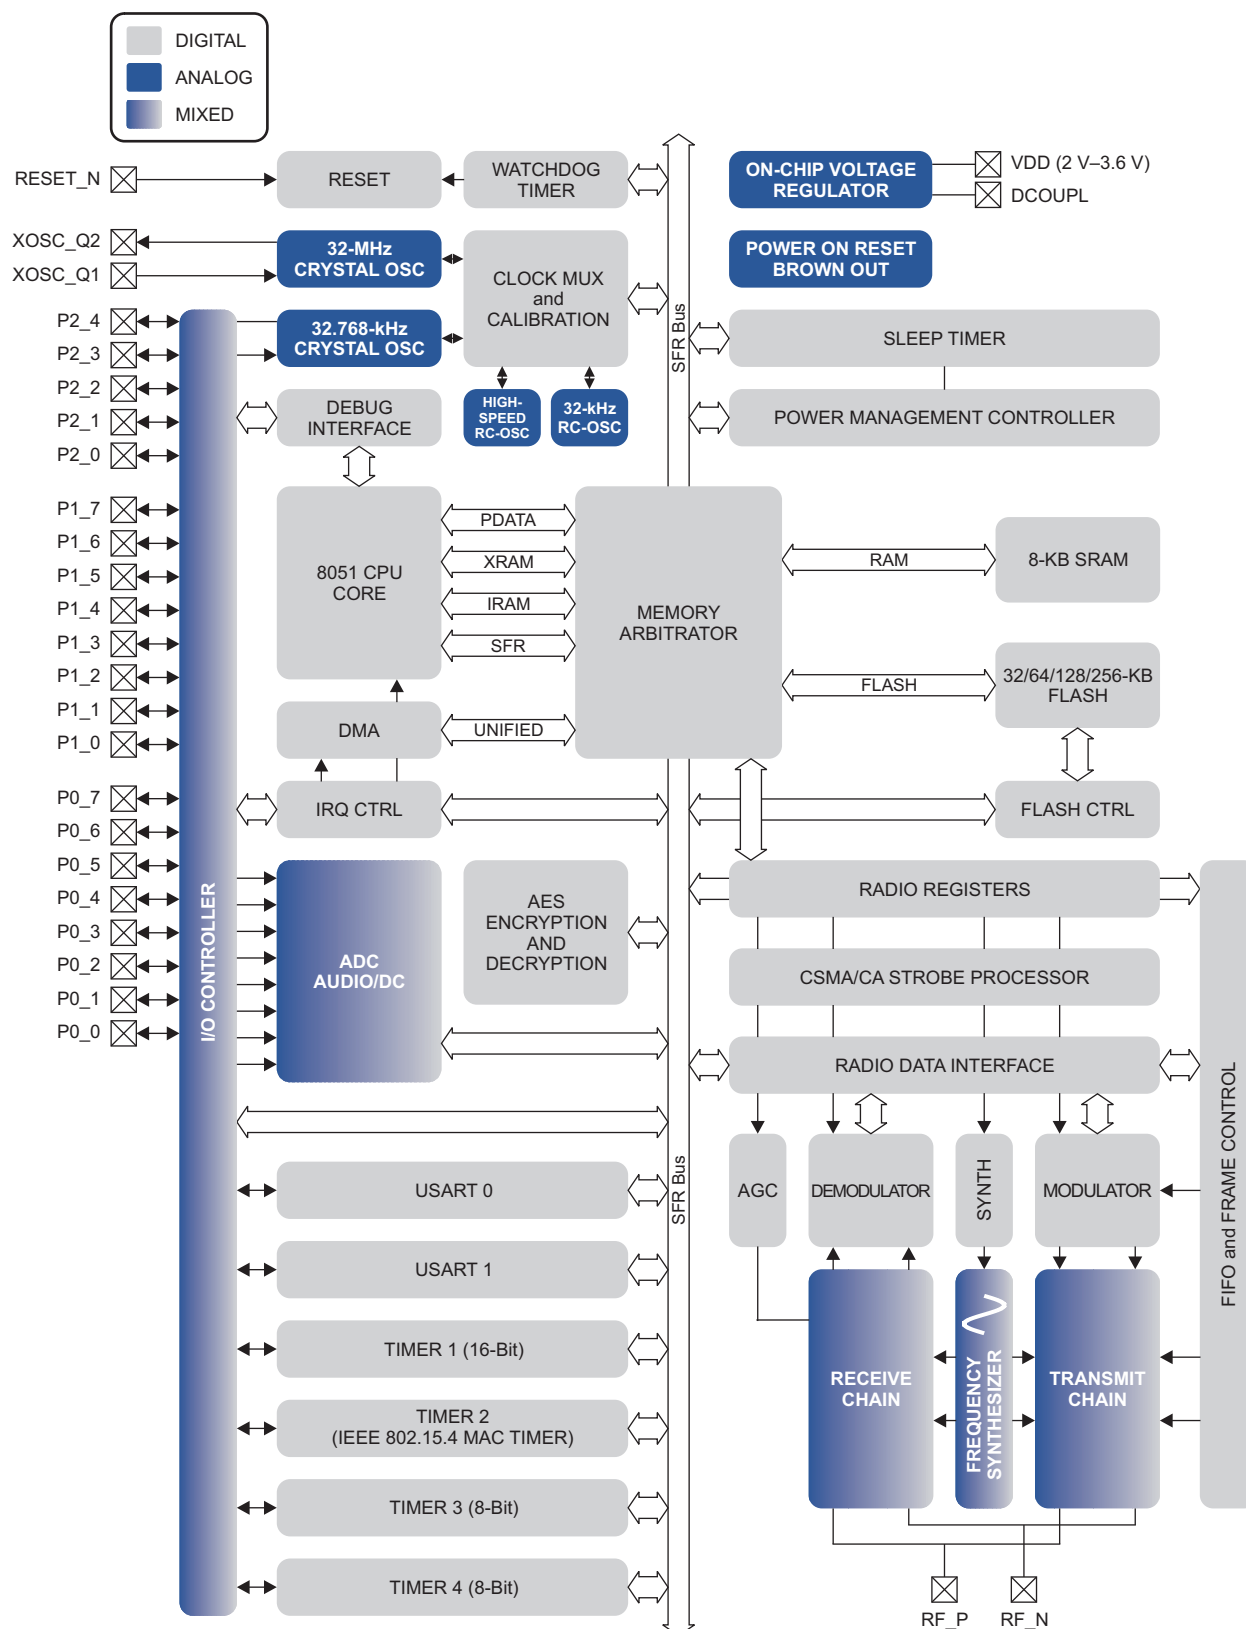 DIGITAL
ANALOG
MIXED
RESET_N
RESET
WATCHDOG
TIMER
ON-CHIP VOLTAGE
REGULATOR
VDD (2 V–3.6 V)
DCOUPL
XOSC_Q2
XOSC_Q1
32-MHz
CRYSTAL OSC
CLOCK MUX
and
CALIBRATION
POWER ON RESET
BROWN OUT
SFR Bus
P2_4
P2_3
P2_2
P2_1
P2_0
32.768-kHz
CRYSTAL OSC
SLEEP TIMER
DEBUG
INTERFACE
HIGH-
SPEED
RC-OSC
32-kHz
RC-OSC
POWER MANAGEMENT CONTROLLER
P1_7
P1_6
P1_5
P1_4
P1_3
P1_2
P1_1
P1_0
8051 CPU
CORE
PDATA
XRAM
IRAM
SFR
MEMORY
ARBITRATOR
RAM
8-KB SRAM
FLASH
32/64/128/256-KB
FLASH
DMA
UNIFIED
P0_7
P0_6
P0_5
P0_4
P0_3
P0_2
P0_1
P0_0
IRQ CTRL
FLASH CTRL
I/O CONTROLLER
ADC
AUDIO/DC
AES
ENCRYPTION
AND
DECRYPTION
RADIO REGISTERS
CSMA/CA STROBE PROCESSOR
RADIO DATA INTERFACE
FIFO and FRAME CONTROL
SFR Bus
USART 0
USART 1
TIMER 1 (16-Bit)
TIMER 2
(IEEE 802.15.4 MAC TIMER)
TIMER 3 (8-Bit)
TIMER 4 (8-Bit)
AGC
DEMODULATOR
SYNTH
MODULATOR
RECEIVE
CHAIN
FREQUENCY
SYNTHESIZER
TRANSMIT
CHAIN
RF_P
RF_N